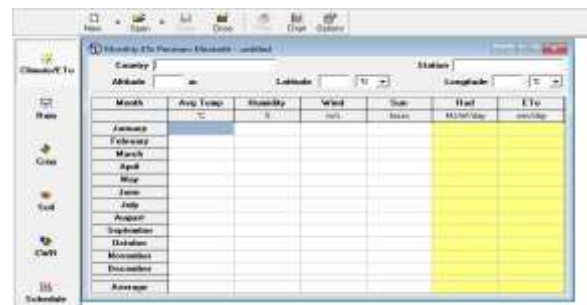 New Open Save Close Print Chart Options
Monthly ETo Penman-Monteith - untitled
Country Station
Altitude m. Latitude °N Longitude °E
Month Avg Temp Humidity Wind Sun Rad ETo
°C % m/s hours MJ/m²/day mm/day
January
February
March
April
May
June
July
August
September
October
November
December
Average
Climate/ETo
Rain
Crop
Soil
CWR
Schedule